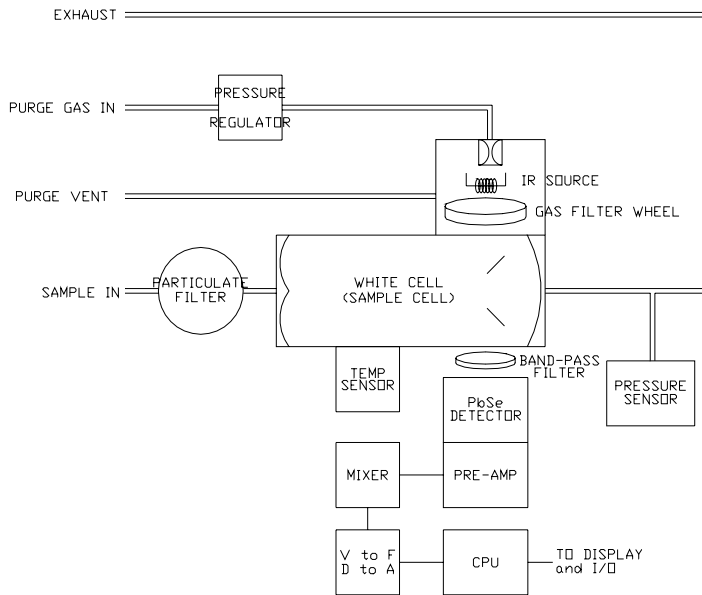 EXHAUST
PURGE GAS IN
PRESSURE
REGULATOR
IR SOURCE
PURGE VENT
GAS FILTER WHEEL
SAMPLE IN
PARTICULATE
FILTER
WHITE CELL
(SAMPLE CELL)
TEMP
SENSOR
BAND-PASS
FILTER
PRESSURE
SENSOR
PbSe
DETECTOR
MIXER
PRE-AMP
V to F
D to A
CPU
TO DISPLAY
and I/O